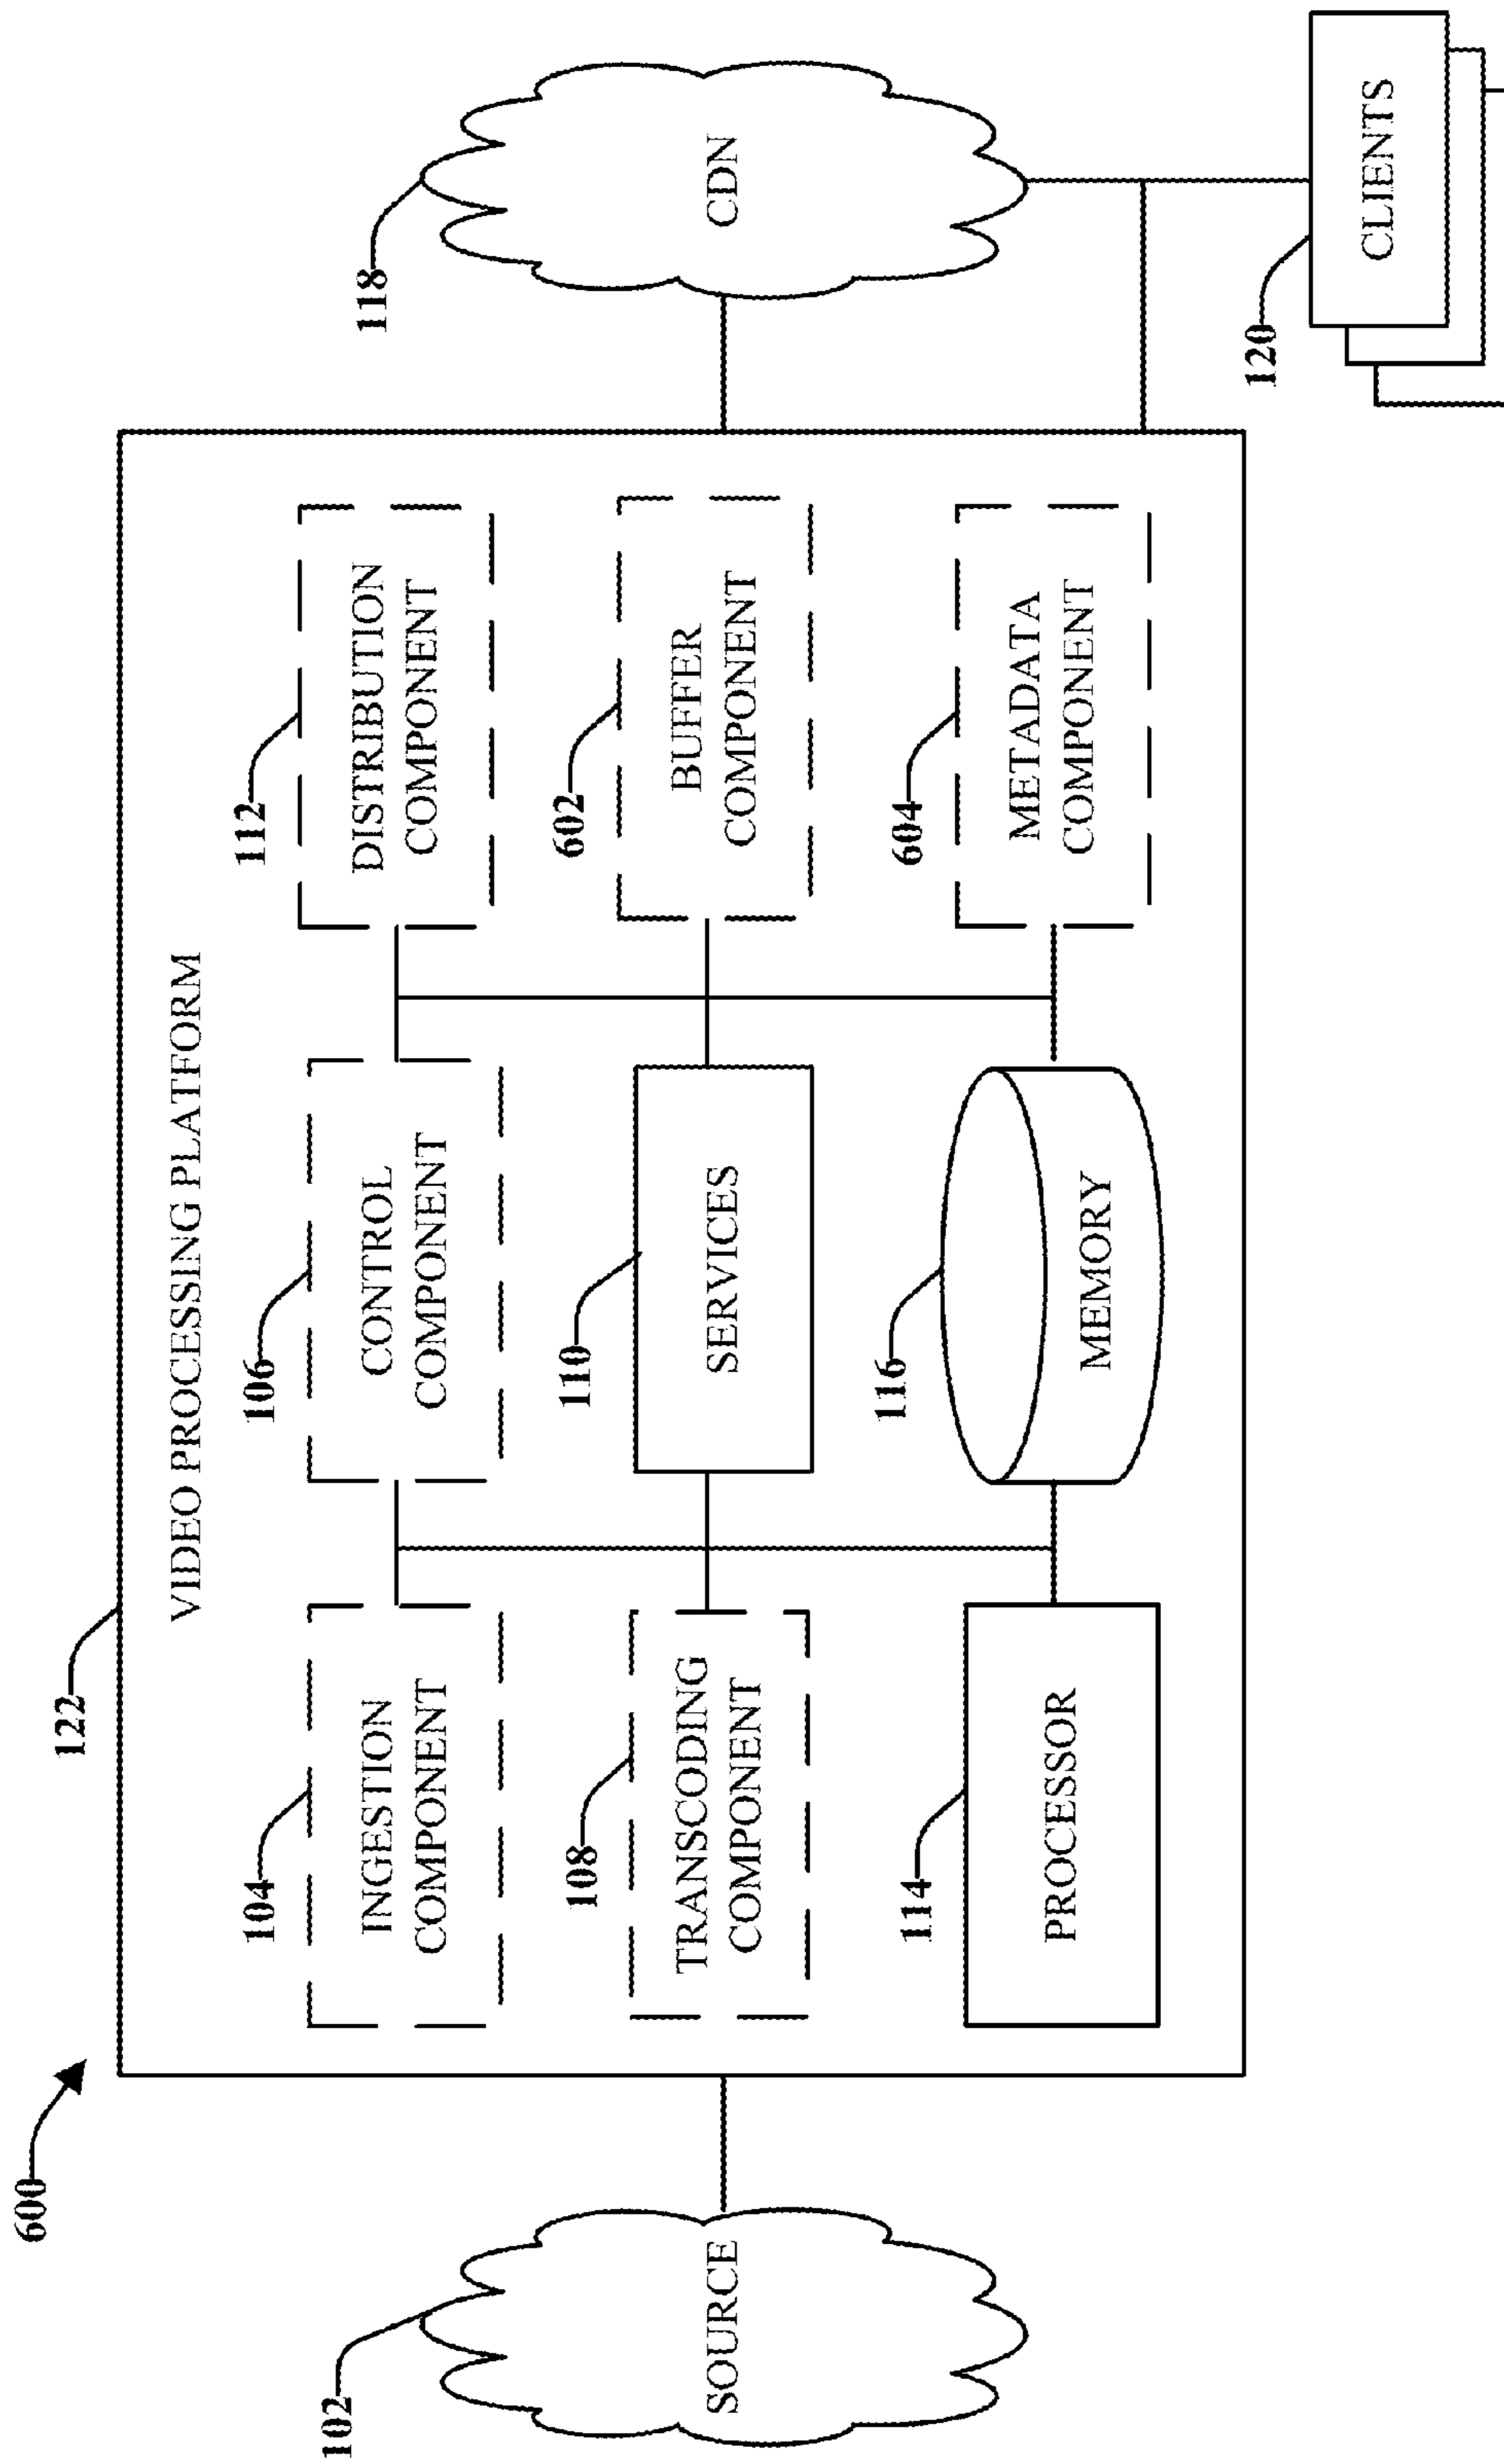 600
122
VIDEO PROCESSING PLATFORM
102
SOURCE
104
INGESTION
COMPONENT
106
CONTROL
COMPONENT
112
DISTRIBUTION
COMPONENT
108
TRANSCODING
COMPONENT
110
SERVICES
602
BUFFER
COMPONENT
114
PROCESSOR
116
MEMORY
604
METADATA
COMPONENT
118
CDN
120
CLIENTS